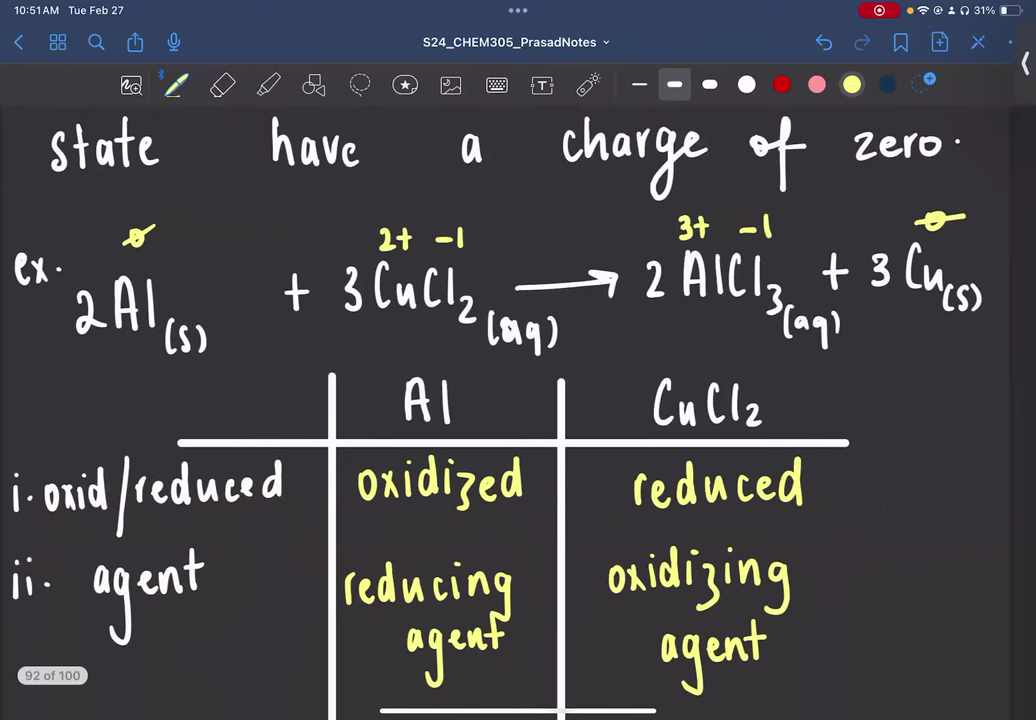 10:51 AM Tue Feb 27
31%
S24_CHEM305_PrasadNotes
state have a charge of zero.
0 2+ -1 3+ -1 0
ex. 2Al(s) + 3CuCl2(aq) → 2AlCl3(aq) + 3Cu(s)
Al CuCl2
i. oxid/reduced oxidized reduced
ii. agent reducing agent oxidizing agent
92 of 100